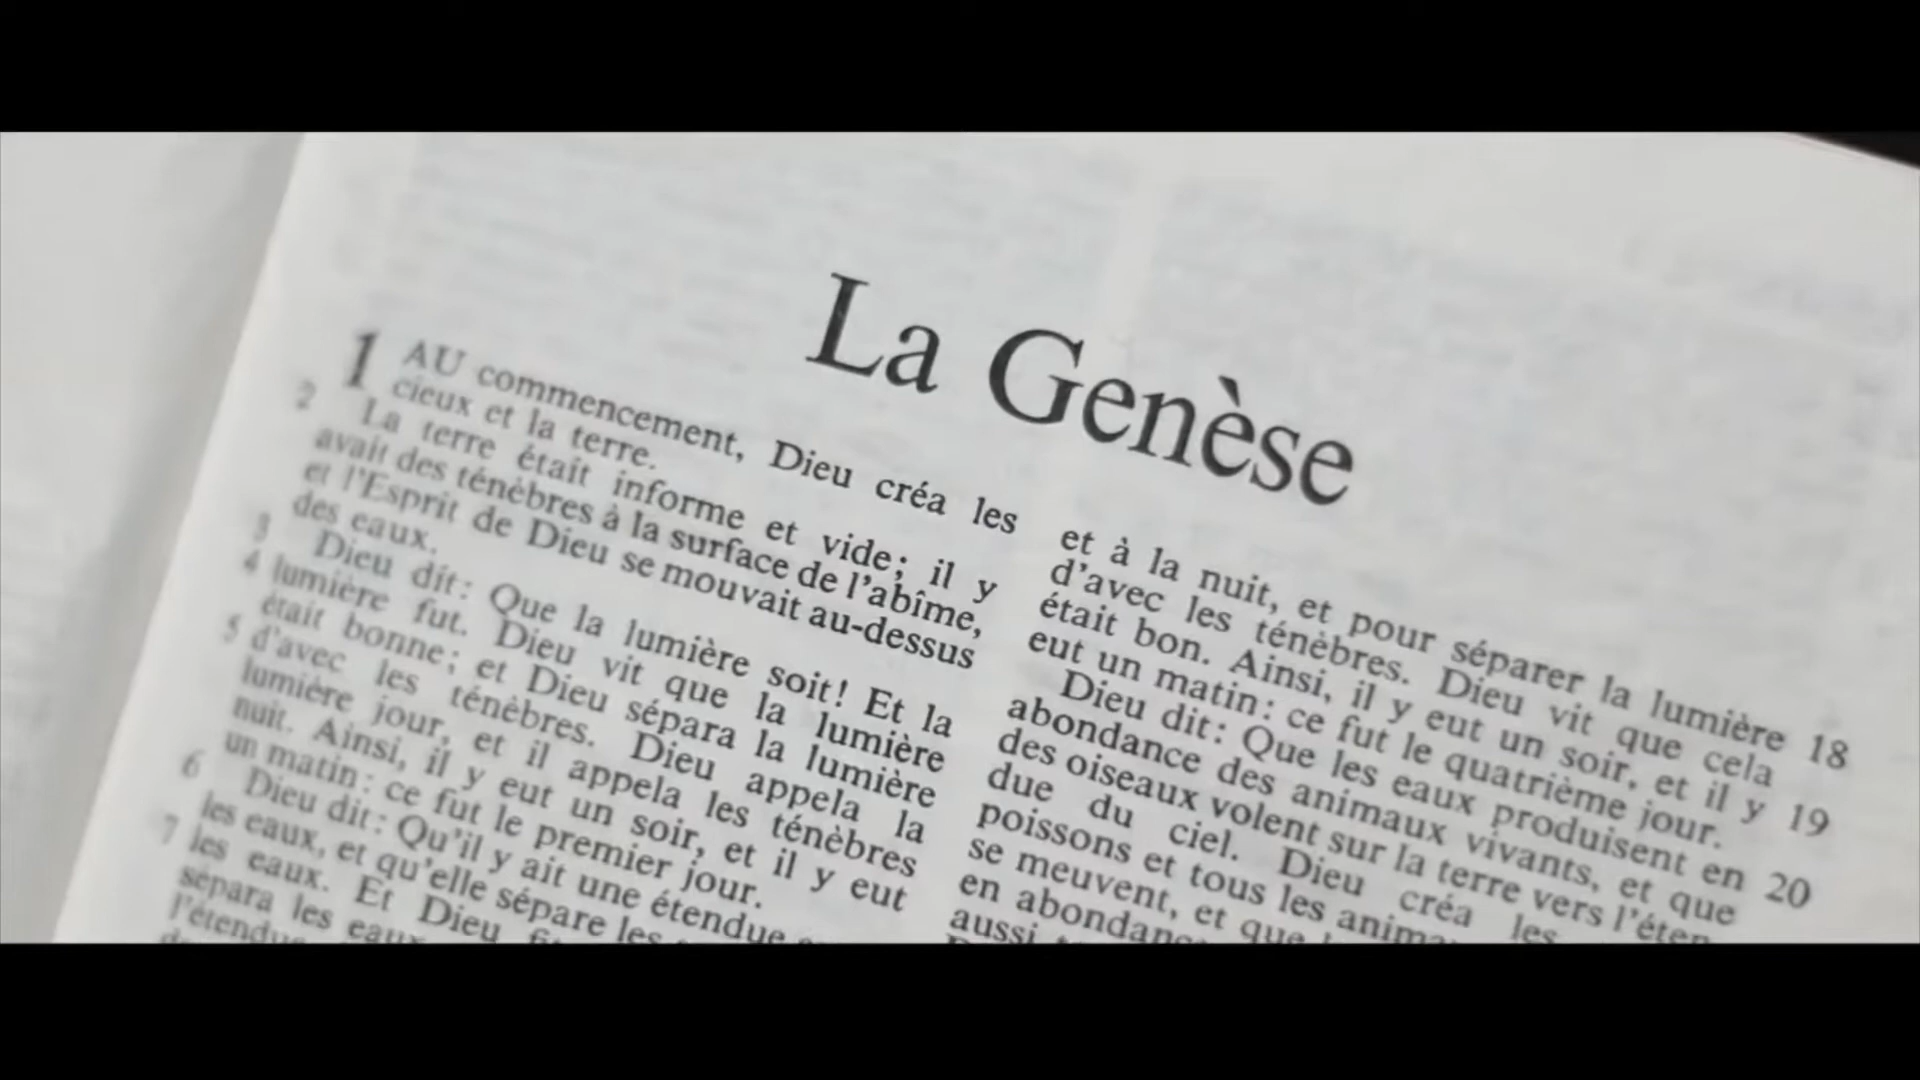 La Genèse
1 AU commencement, Dieu créa les
cieux et la terre.
2 La terre était informe et vide; il y
avait des ténèbres à la surface de l'abîme,
et l'Esprit de Dieu se mouvait au-dessus
des eaux.
3 Dieu dit: Que la lumière soit! Et la
4 lumière fut. Dieu vit que la lumière
était bonne; et Dieu sépara la lumière
5 d'avec les ténèbres. Dieu appela la
lumière jour, et il appela les ténèbres
nuit. Ainsi, il y eut un soir, et il y eut
un matin: ce fut le premier jour.
6 Dieu dit: Qu'il y ait une étendue
les eaux, et qu'elle sépare les
7 les eaux. Et Dieu
sépara les eaux
l'étendue
et à la nuit, et pour séparer la lumière 18
d'avec les ténèbres. Dieu vit que cela
était bon. Ainsi, il y eut un soir, et il y 19
eut un matin: ce fut le quatrième jour.
Dieu dit: Que les eaux produisent en 20
abondance des animaux vivants, et que
des oiseaux volent sur la terre vers l'éten
due du ciel. Dieu créa les
poissons et tous les
se meuvent, et que
en
aussi